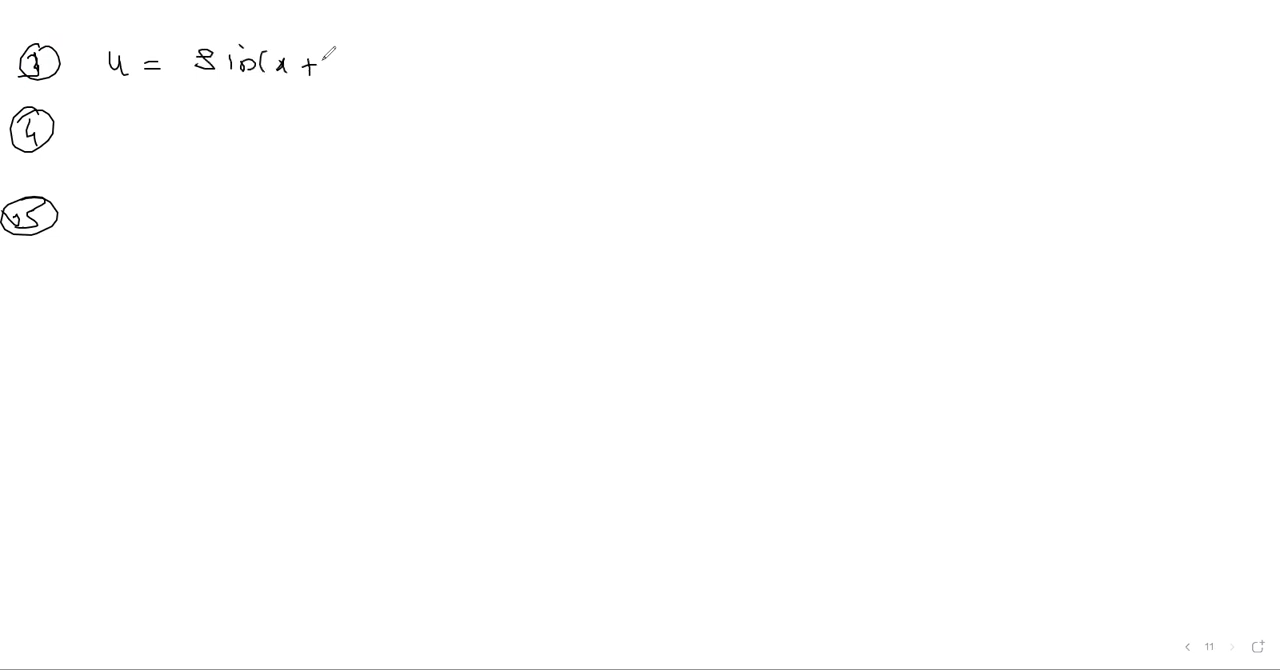 ③ u = Sin(x +
④
⑤
11